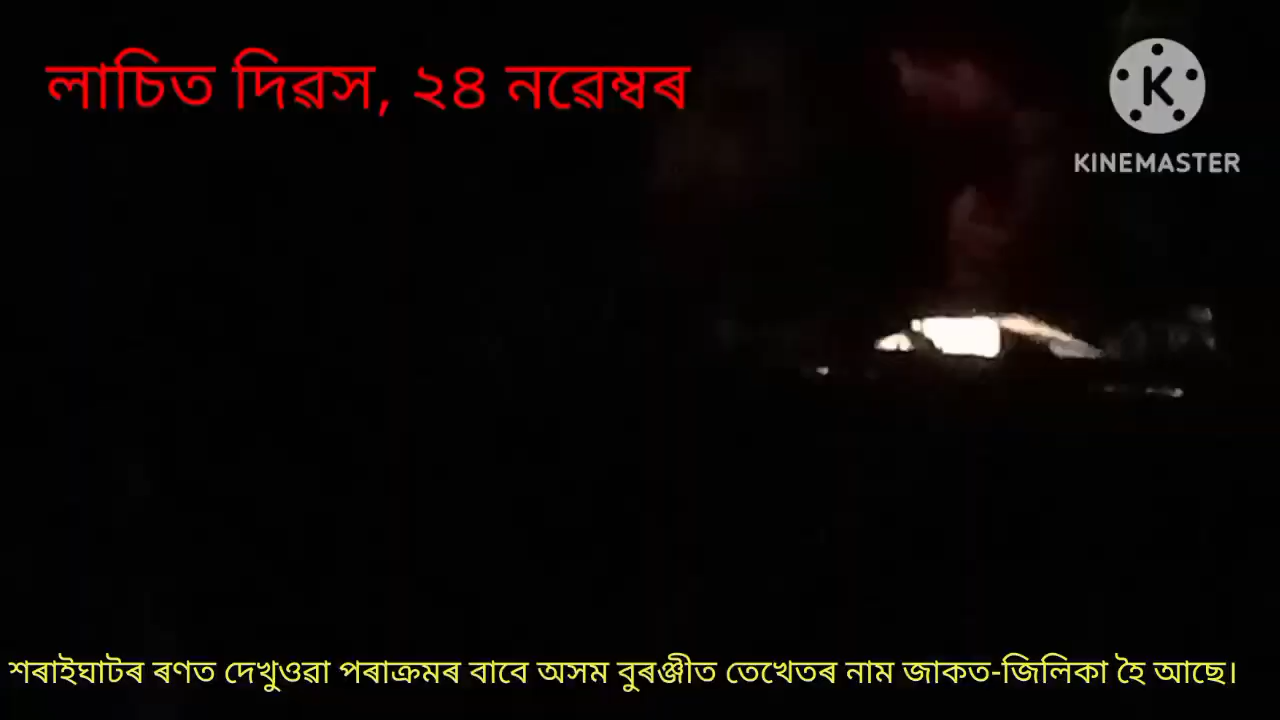 লাচিত দিৱস, ২৪ নৱেম্বৰ
K
KINEMASTER
শৰাইঘাটৰ ৰণত দেখুওৱা পৰাক্ৰমৰ বাবে অসম বুৰঞ্জীত তেখেতৰ নাম জাকত-জিলিকা হৈ আছে।